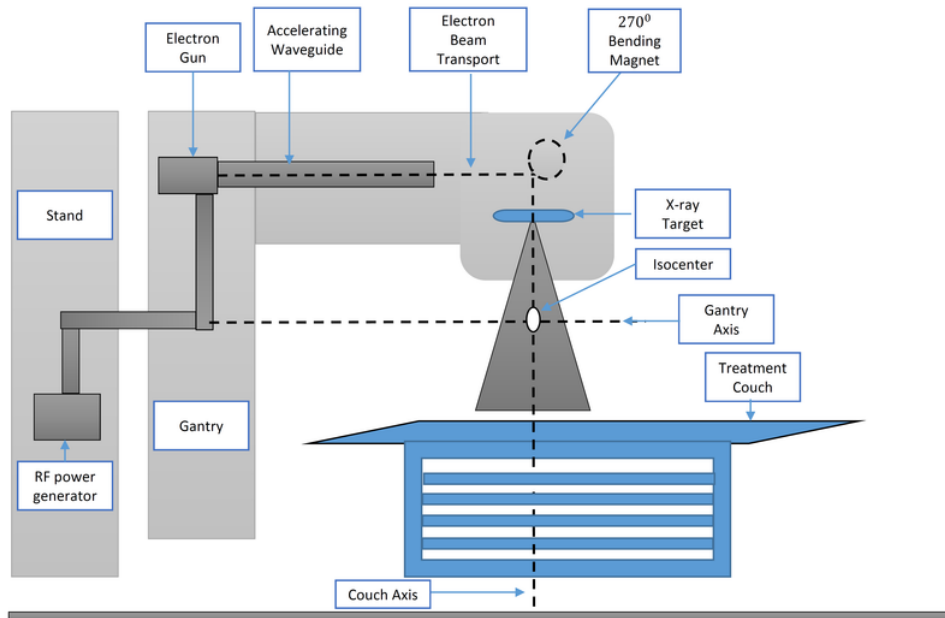 Electron
Gun
Accelerating
Waveguide
Electron
Beam
Transport
270⁰
Bending
Magnet
Stand
X-ray
Target
Isocenter
Gantry
Axis
Treatment
Couch
Gantry
RF power
generator
Couch Axis